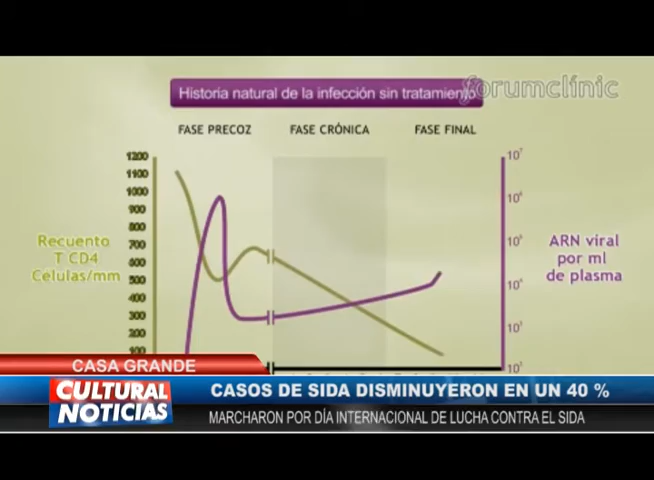 forumclínic
Historia natural de la infección sin tratamiento
FASE PRECOZ
FASE CRÓNICA
FASE FINAL
1200
1100
1000
900
800
700
600
500
400
300
200
100
Recuento
T CD4
Células/mm
10⁷
10⁶
10⁵
10⁴
10³
ARN viral
por ml
de plasma
CASA GRANDE
CULTURAL
NOTICIAS
CASOS DE SIDA DISMINUYERON EN UN 40 %
MARCHARON POR DÍA INTERNACIONAL DE LUCHA CONTRA EL SIDA